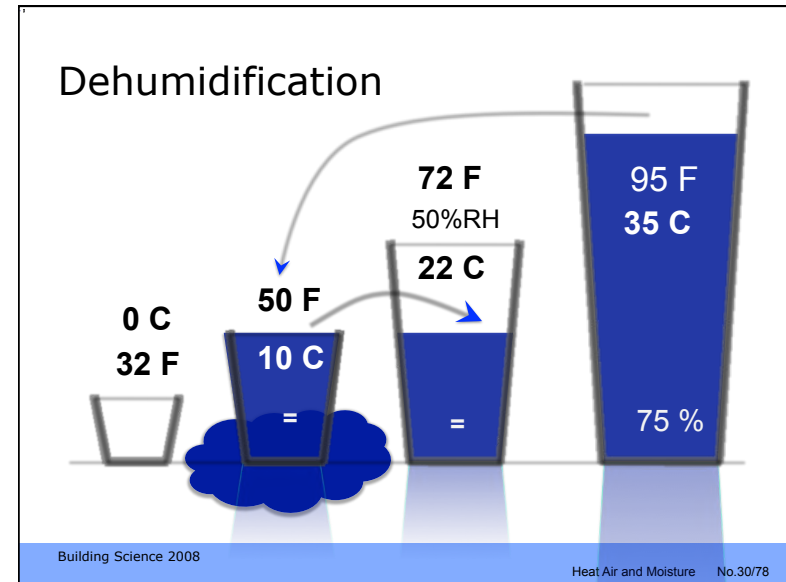 ,
Dehumidification
0 C
32 F
50 F
10 C
=
72 F
50%RH
22 C
=
95 F
35 C
75 %
Building Science 2008
Heat Air and Moisture No.30/78